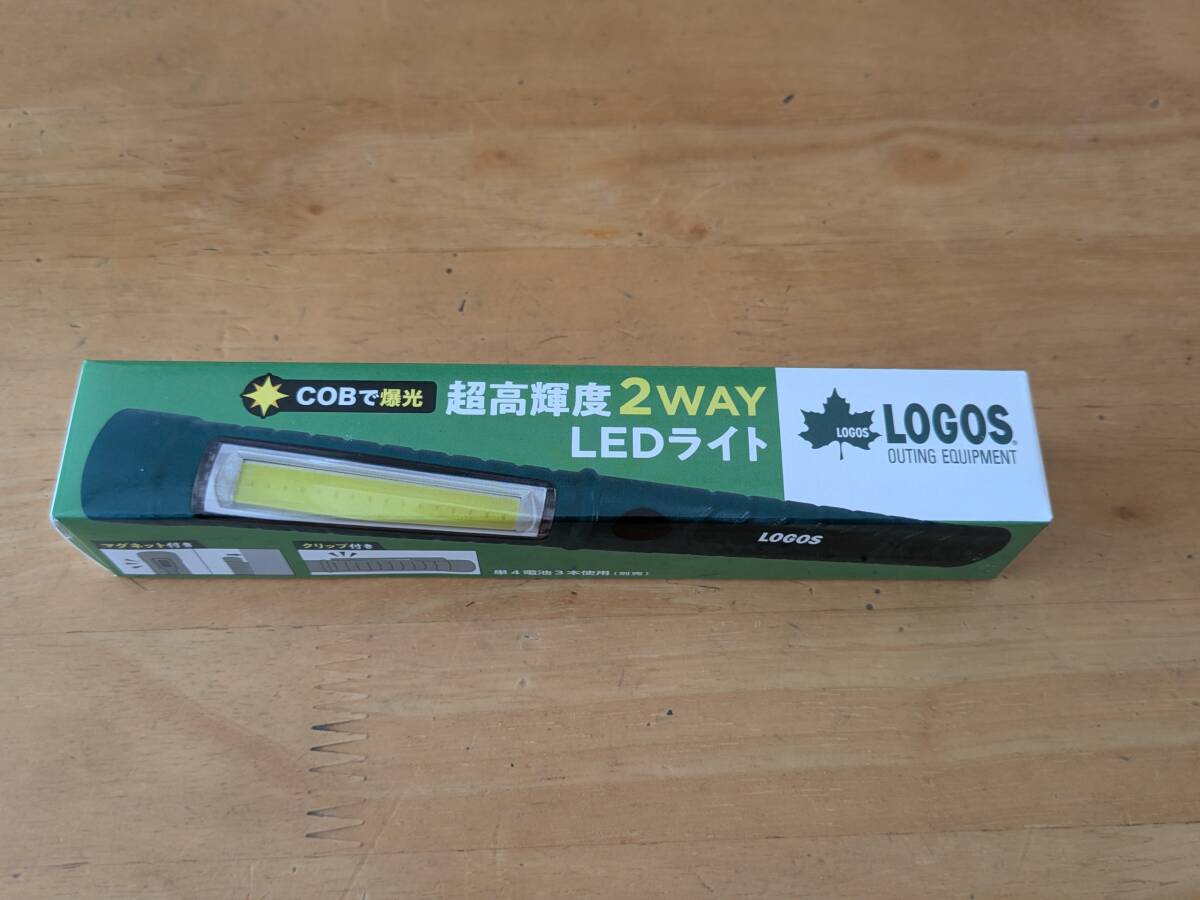 COBで爆光
超高輝度2WAY
LEDライト
LOGOS
LOGOS®
OUTING EQUIPMENT
LOGOS
マグネット付き
クリップ付き
単4電池3本使用(別売)